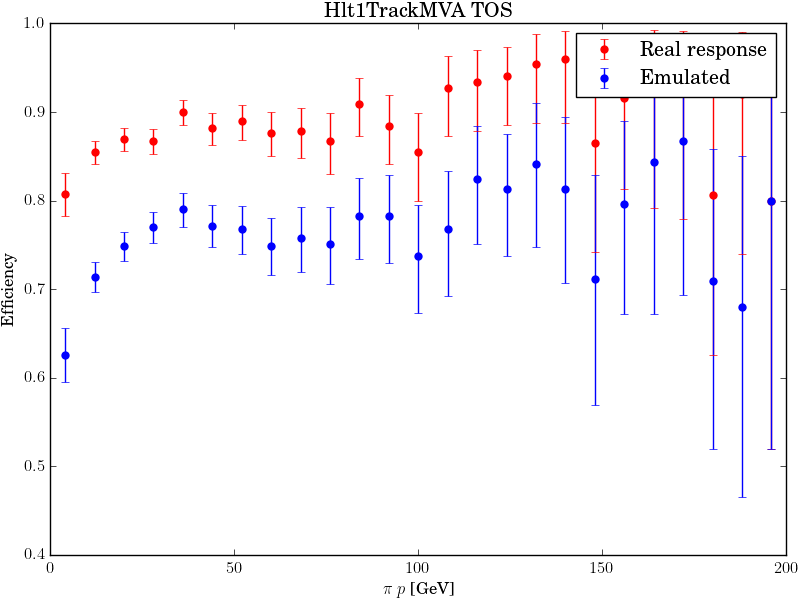 Hlt1TrackMVA TOS
Real response
Emulated
1.0
0.9
0.8
0.7
0.6
0.5
0.4
Efficiency
0 50 100 150 200
π p [GeV]